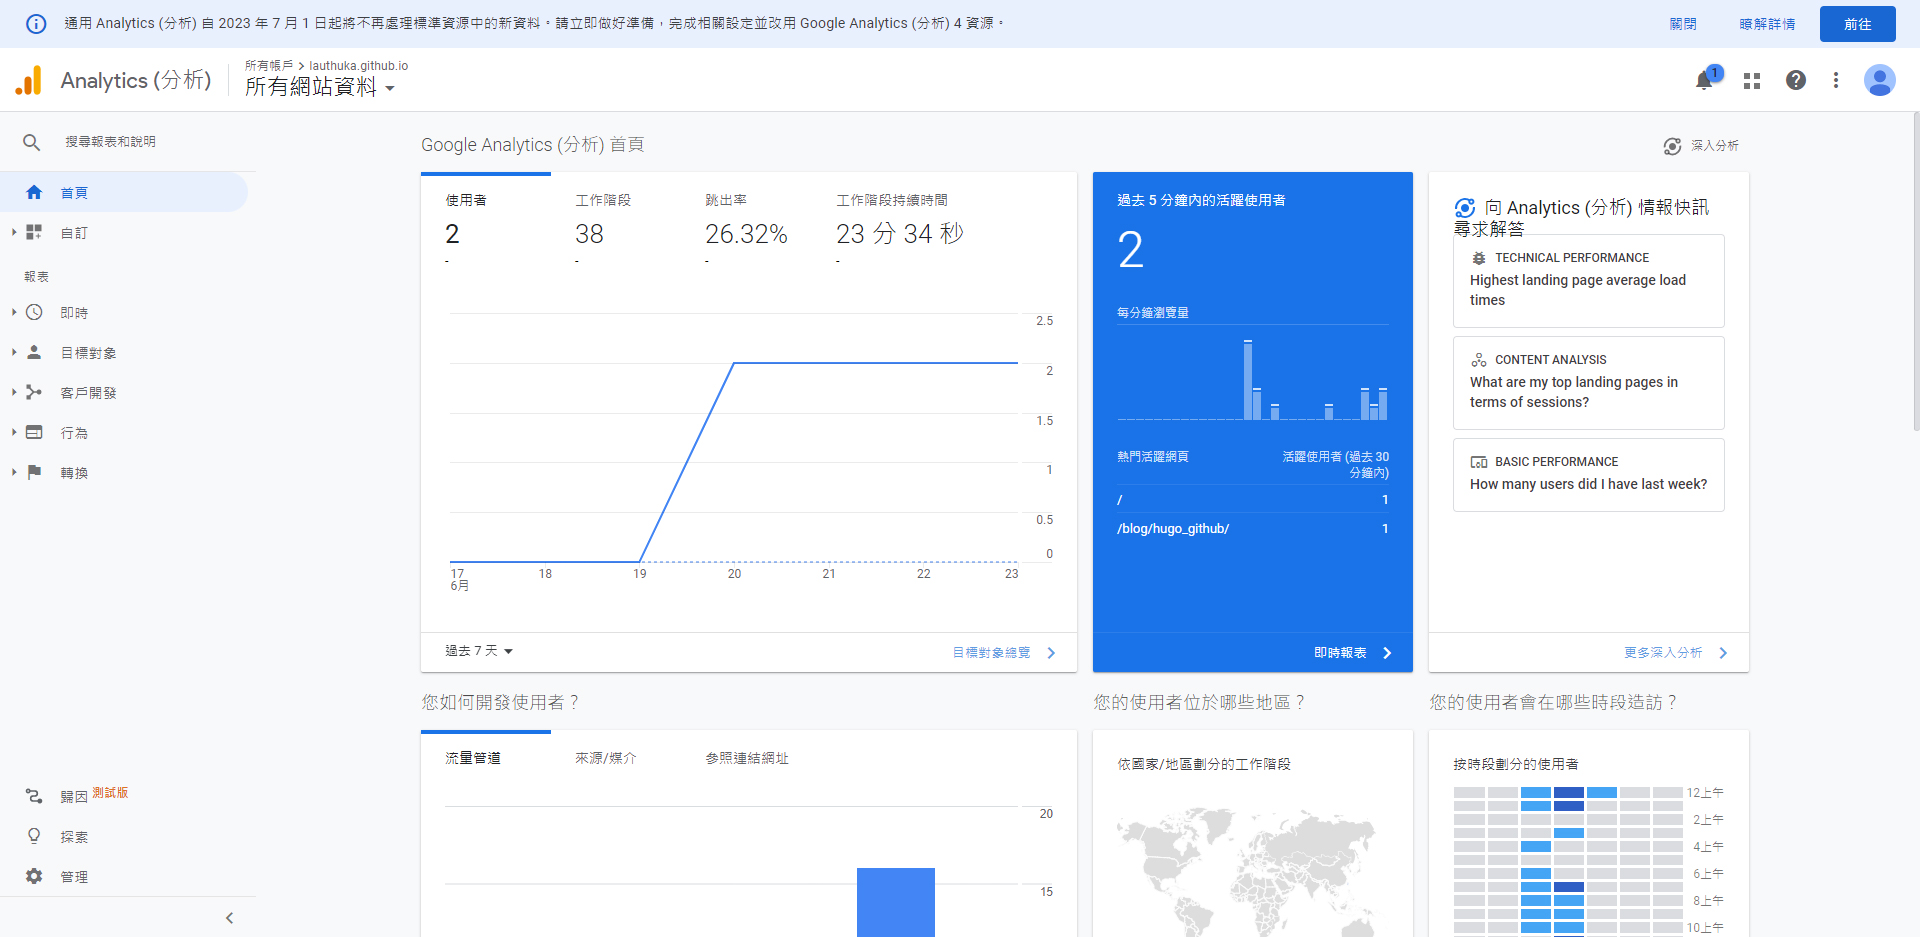 通用 Analytics (分析) 自 2023 年 7 月 1 日起將不再處理標準資源中的新資料。請立即做好準備，完成相關設定並改用 Google Analytics (分析) 4 資源。
關閉
瞭解詳情
前往
Analytics (分析)
所有帳戶 > lauthuka.github.io
所有網站資料
1
搜尋報表和說明
首頁
自訂
報表
即時
目標對象
客戶開發
行為
轉換
歸因 測試版
探索
管理
Google Analytics (分析) 首頁
深入分析
使用者
2
-
工作階段
38
-
跳出率
26.32%
-
工作階段持續時間
23 分 34 秒
-
2.5
2
1.5
1
0.5
0
17
6月
18
19
20
21
22
23
過去 7 天
目標對象總覽
過去 5 分鐘內的活躍使用者
2
每分鐘瀏覽量
熱門活躍網頁
活躍使用者 (過去 30
分鐘內)
/ 1
/blog/hugo_github/ 1
即時報表
向 Analytics (分析) 情報快訊
尋求解答
TECHNICAL PERFORMANCE
Highest landing page average load
times
CONTENT ANALYSIS
What are my top landing pages in
terms of sessions?
BASIC PERFORMANCE
How many users did I have last week?
更多深入分析
您如何開發使用者？
流量管道
來源/媒介
參照連結網址
20
15
您的使用者位於哪些地區？
依國家/地區劃分的工作階段
您的使用者會在哪些時段造訪？
按時段劃分的使用者
12上午
2上午
4上午
6上午
8上午
10上午